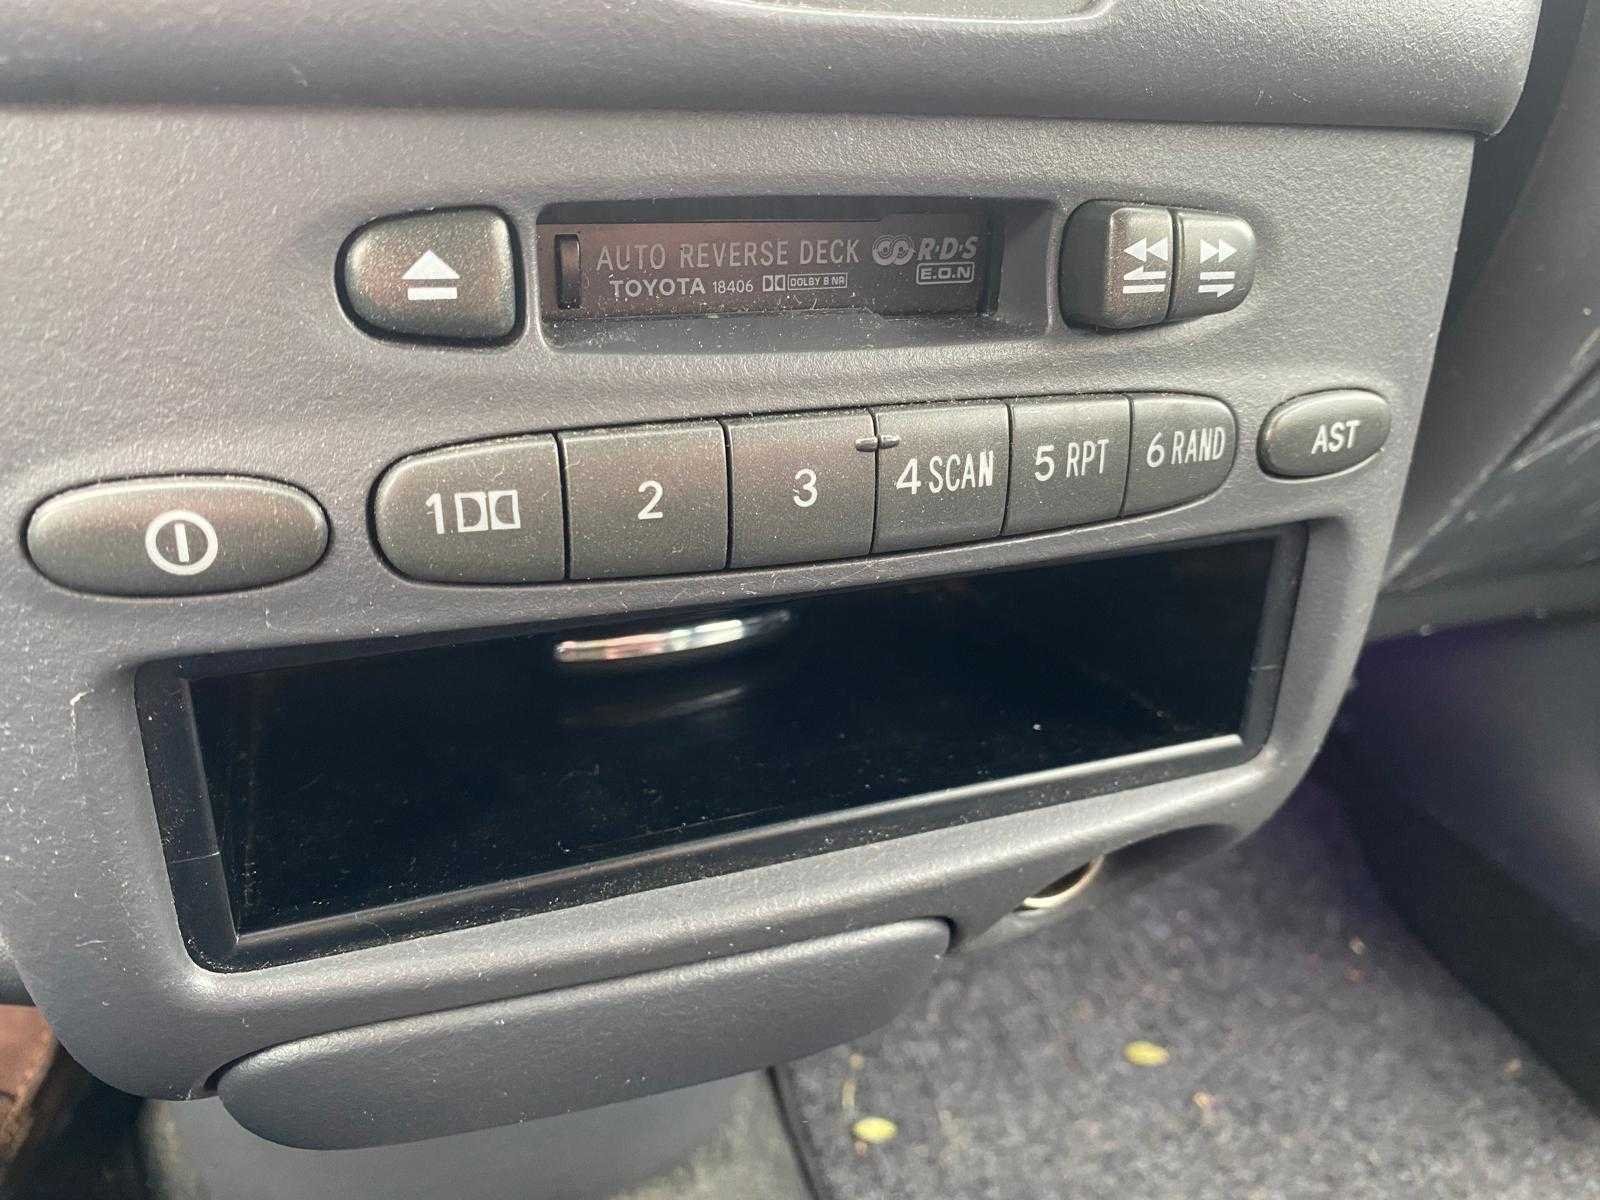 AUTO REVERSE DECK R·D·S
TOYOTA 18406 DOLBY B NR E.O.N
1 2 3 4 SCAN 5 RPT 6 RAND AST